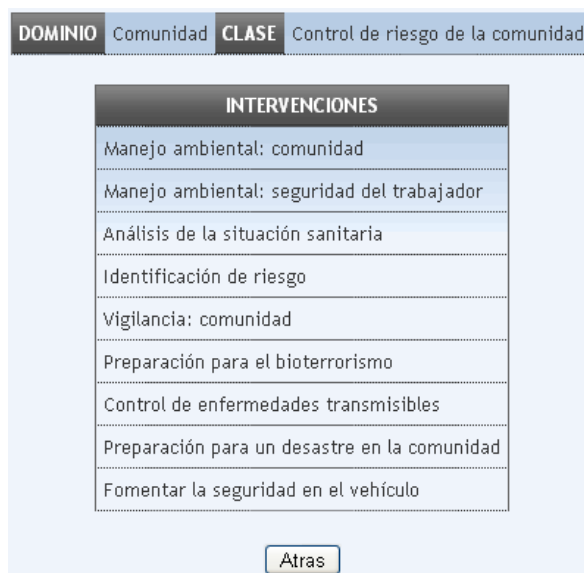 DOMINIO Comunidad CLASE Control de riesgo de la comunidad
INTERVENCIONES
Manejo ambiental: comunidad
Manejo ambiental: seguridad del trabajador
Análisis de la situación sanitaria
Identificación de riesgo
Vigilancia: comunidad
Preparación para el bioterrorismo
Control de enfermedades transmisibles
Preparación para un desastre en la comunidad
Fomentar la seguridad en el vehículo
Atras